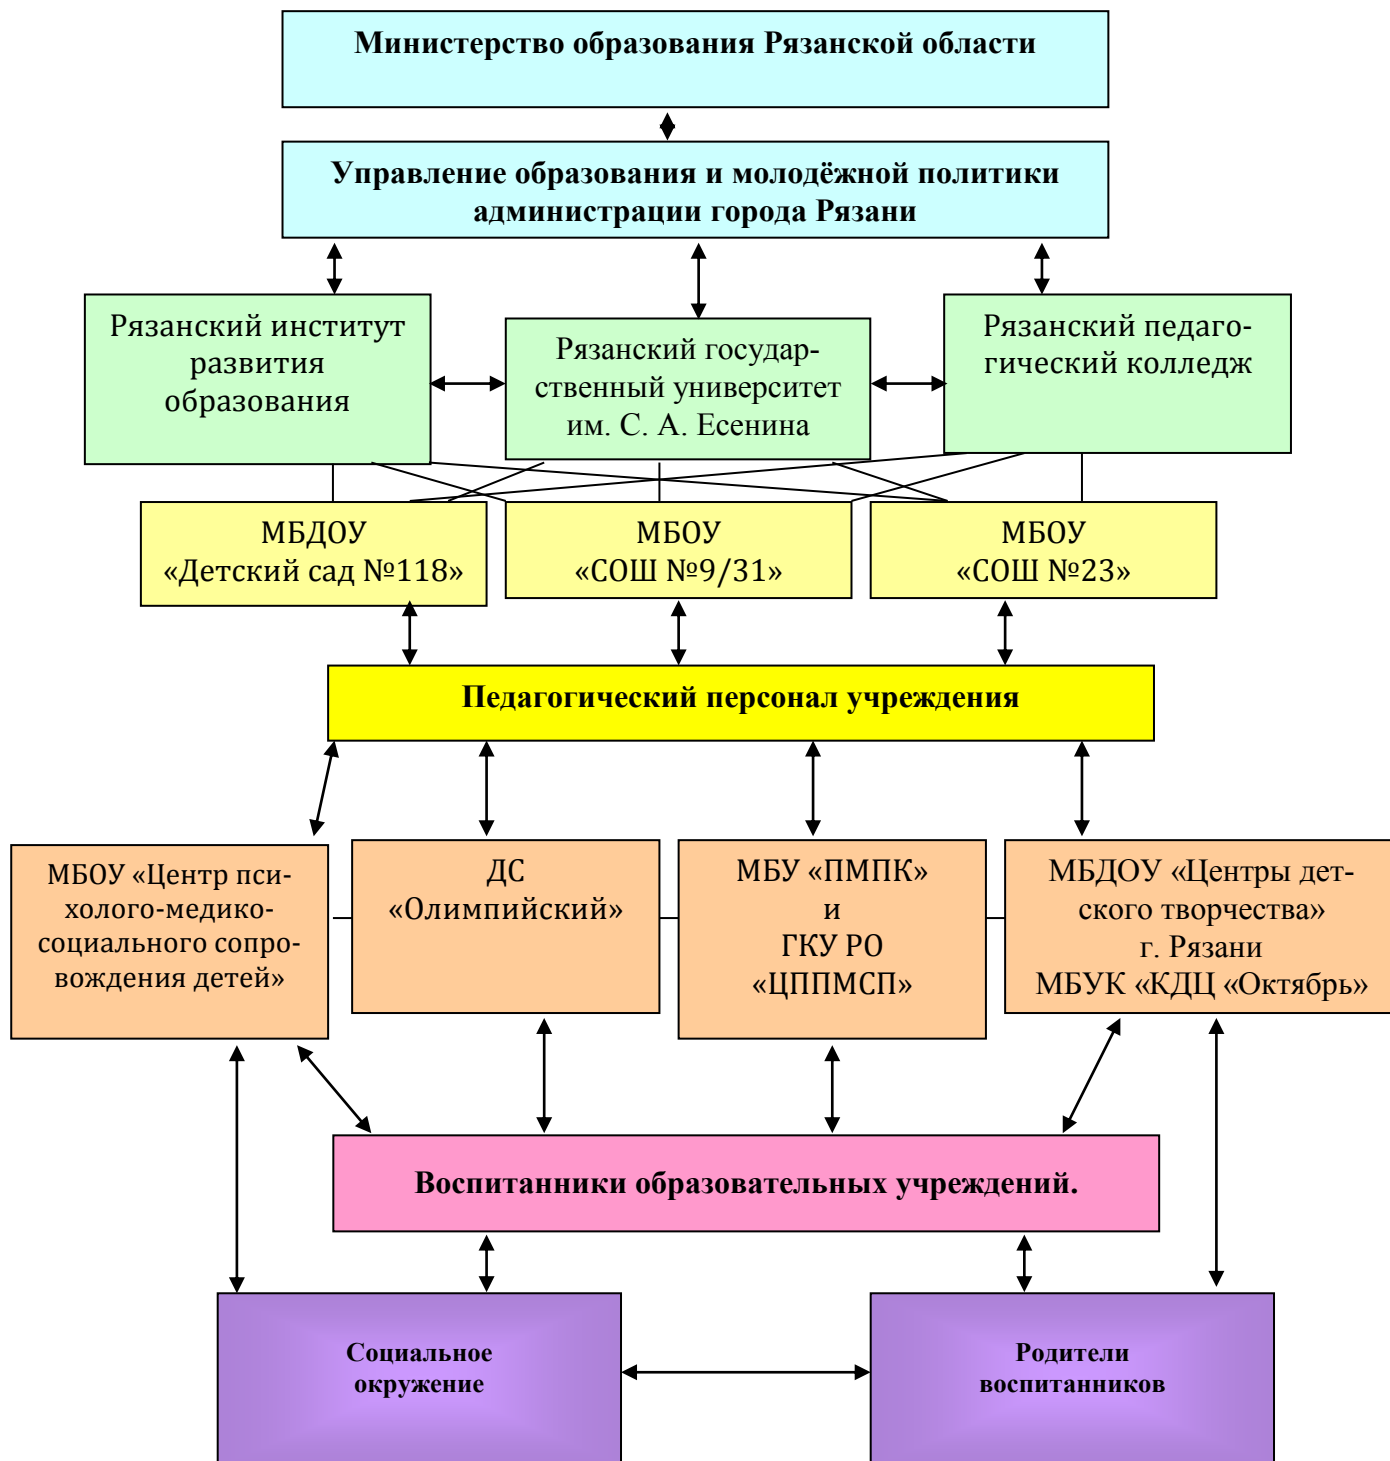 Министерство образования Рязанской области
Управление образования и молодёжной политики
администрации города Рязани
Рязанский институт
развития
образования
Рязанский государ-
ственный университет
им. С. А. Есенина
Рязанский педаго-
гический колледж
МБДОУ
«Детский сад №118»
МБОУ
«СОШ №9/31»
МБОУ
«СОШ №23»
Педагогический персонал учреждения
МБОУ «Центр пси-
холого-медико-
социального сопро-
вождения детей»
ДС
«Олимпийский»
МБУ «ПМПК»
и
ГКУ РО
«ЦППМСП»
МБДОУ «Центры дет-
ского творчества»
г. Рязани
МБУК «КДЦ «Октябрь»
Воспитанники образовательных учреждений.
Социальное
окружение
Родители
воспитанников